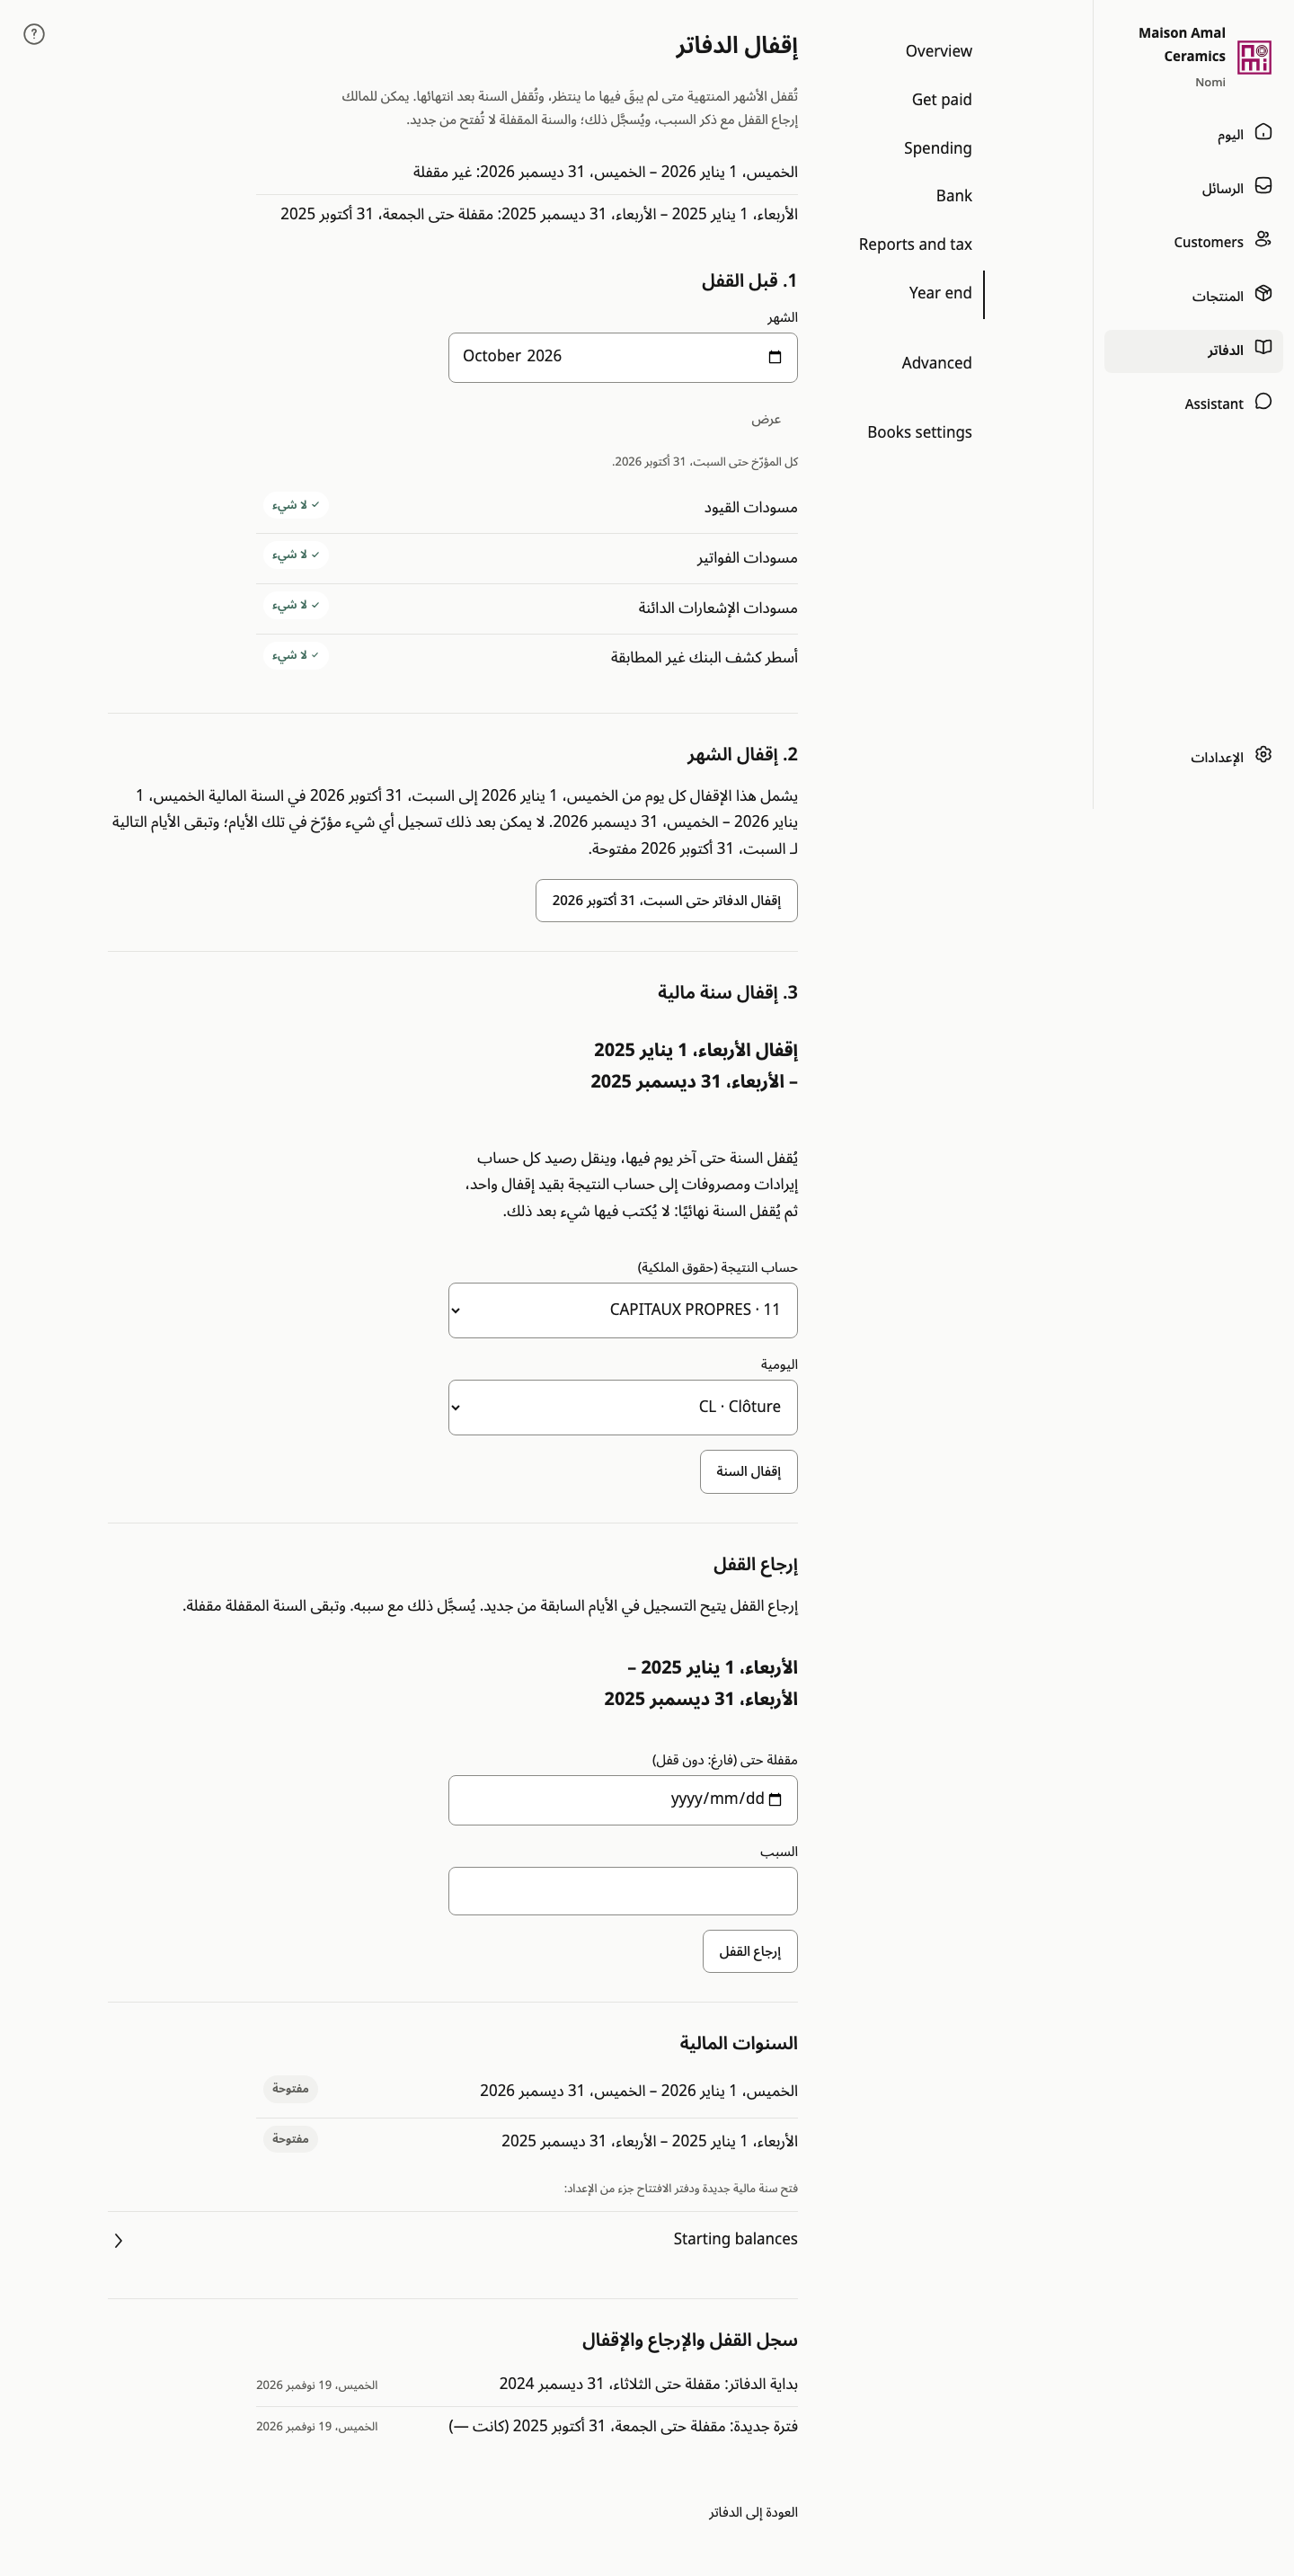 Maison Amal
Ceramics
Nomi
اليوم
الرسائل
Customers
المنتجات
الدفاتر
Assistant
الإعدادات
Overview
Get paid
Spending
Bank
Reports and tax
Year end
Advanced
Books settings
إقفال الدفاتر
تُقفل الأشهر المنتهية متى لم يبقَ فيها ما ينتظر، وتُقفل السنة بعد انتهائها. يمكن للمالك
إرجاع القفل مع ذكر السبب، ويُسجَّل ذلك؛ والسنة المقفلة لا تُفتح من جديد.
الخميس، 1 يناير 2026 – الخميس، 31 ديسمبر 2026: غير مقفلة
الأربعاء، 1 يناير 2025 – الأربعاء، 31 ديسمبر 2025: مقفلة حتى الجمعة، 31 أكتوبر 2025
1. قبل القفل
الشهر
October 2026
عرض
كل المؤرّخ حتى السبت، 31 أكتوبر 2026.
مسودات القيود
لا شيء
مسودات الفواتير
لا شيء
مسودات الإشعارات الدائنة
لا شيء
أسطر كشف البنك غير المطابقة
لا شيء
2. إقفال الشهر
يشمل هذا الإقفال كل يوم من الخميس، 1 يناير 2026 إلى السبت، 31 أكتوبر 2026 في السنة المالية الخميس، 1
يناير 2026 – الخميس، 31 ديسمبر 2026. لا يمكن بعد ذلك تسجيل أي شيء مؤرّخ في تلك الأيام؛ وتبقى الأيام التالية
لـ السبت، 31 أكتوبر 2026 مفتوحة.
إقفال الدفاتر حتى السبت، 31 أكتوبر 2026
3. إقفال سنة مالية
إقفال الأربعاء، 1 يناير 2025
– الأربعاء، 31 ديسمبر 2025
يُقفل السنة حتى آخر يوم فيها، وينقل رصيد كل حساب
إيرادات ومصروفات إلى حساب النتيجة بقيد إقفال واحد،
ثم يُقفل السنة نهائيًا: لا يُكتب فيها شيء بعد ذلك.
حساب النتيجة (حقوق الملكية)
11 · CAPITAUX PROPRES
اليومية
CL · Clôture
إقفال السنة
إرجاع القفل
إرجاع القفل يتيح التسجيل في الأيام السابقة من جديد. يُسجَّل ذلك مع سببه. وتبقى السنة المقفلة مقفلة.
الأربعاء، 1 يناير 2025 –
الأربعاء، 31 ديسمبر 2025
مقفلة حتى (فارغ: دون قفل)
yyyy/mm/dd
السبب
إرجاع القفل
السنوات المالية
الخميس، 1 يناير 2026 – الخميس، 31 ديسمبر 2026
مفتوحة
الأربعاء، 1 يناير 2025 – الأربعاء، 31 ديسمبر 2025
مفتوحة
فتح سنة مالية جديدة ودفتر الافتتاح جزء من الإعداد:
Starting balances
سجل القفل والإرجاع والإقفال
بداية الدفاتر: مقفلة حتى الثلاثاء، 31 ديسمبر 2024
الخميس، 19 نوفمبر 2026
فترة جديدة: مقفلة حتى الجمعة، 31 أكتوبر 2025 (كانت —)
الخميس، 19 نوفمبر 2026
العودة إلى الدفاتر